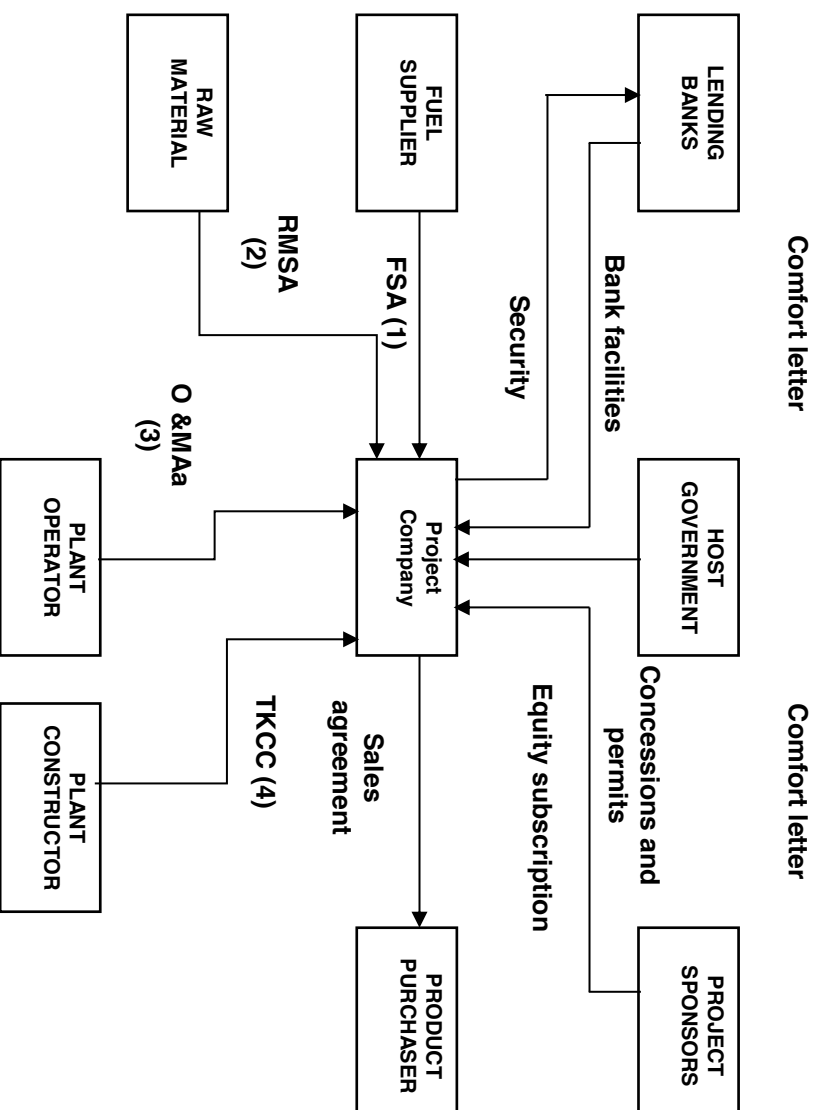 Comfort letter
Comfort letter
LENDING
BANKS
HOST
GOVERNMENT
PROJECT
SPONSORS
Bank facilities
Concessions and
permits
Security
Equity subscription
FUEL
SUPPLIER
FSA (1)
Project
Company
Sales
agreement
PRODUCT
PURCHASER
RMSA
(2)
TKCC (4)
RAW
MATERIAL
O &MAa
(3)
PLANT
OPERATOR
PLANT
CONSTRUCTOR